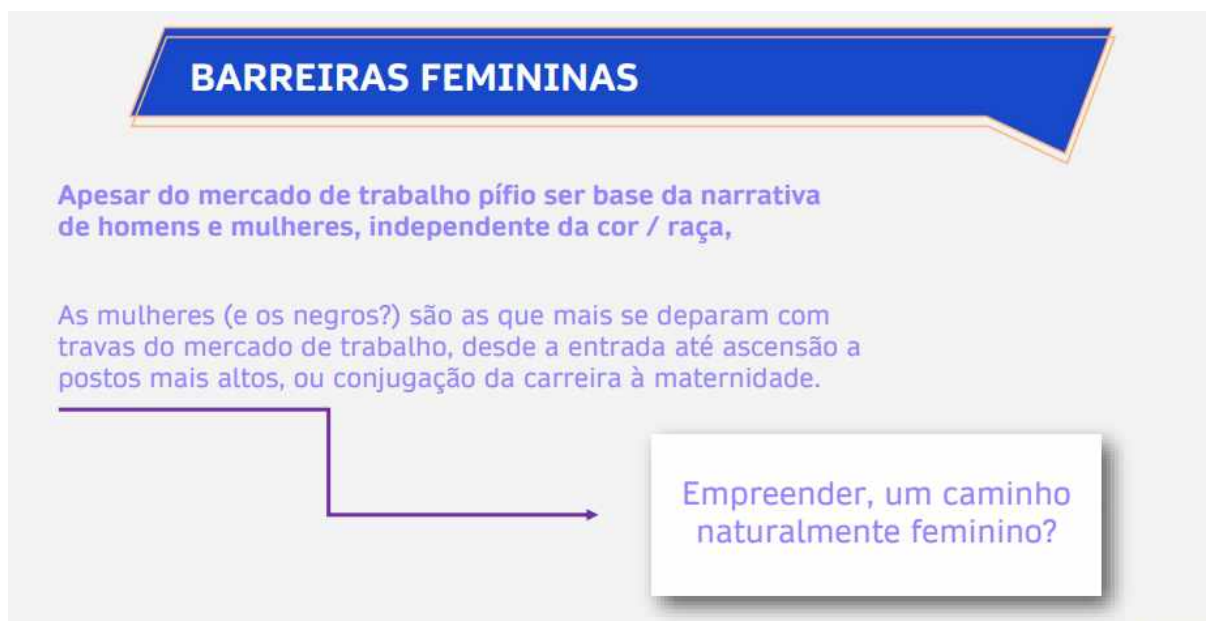 BARREIRAS FEMININAS
Apesar do mercado de trabalho pífio ser base da narrativa
de homens e mulheres, independente da cor / raça,
As mulheres (e os negros?) são as que mais se deparam com
travas do mercado de trabalho, desde a entrada até ascensão a
postos mais altos, ou conjugação da carreira à maternidade.
Empreender, um caminho
naturalmente feminino?